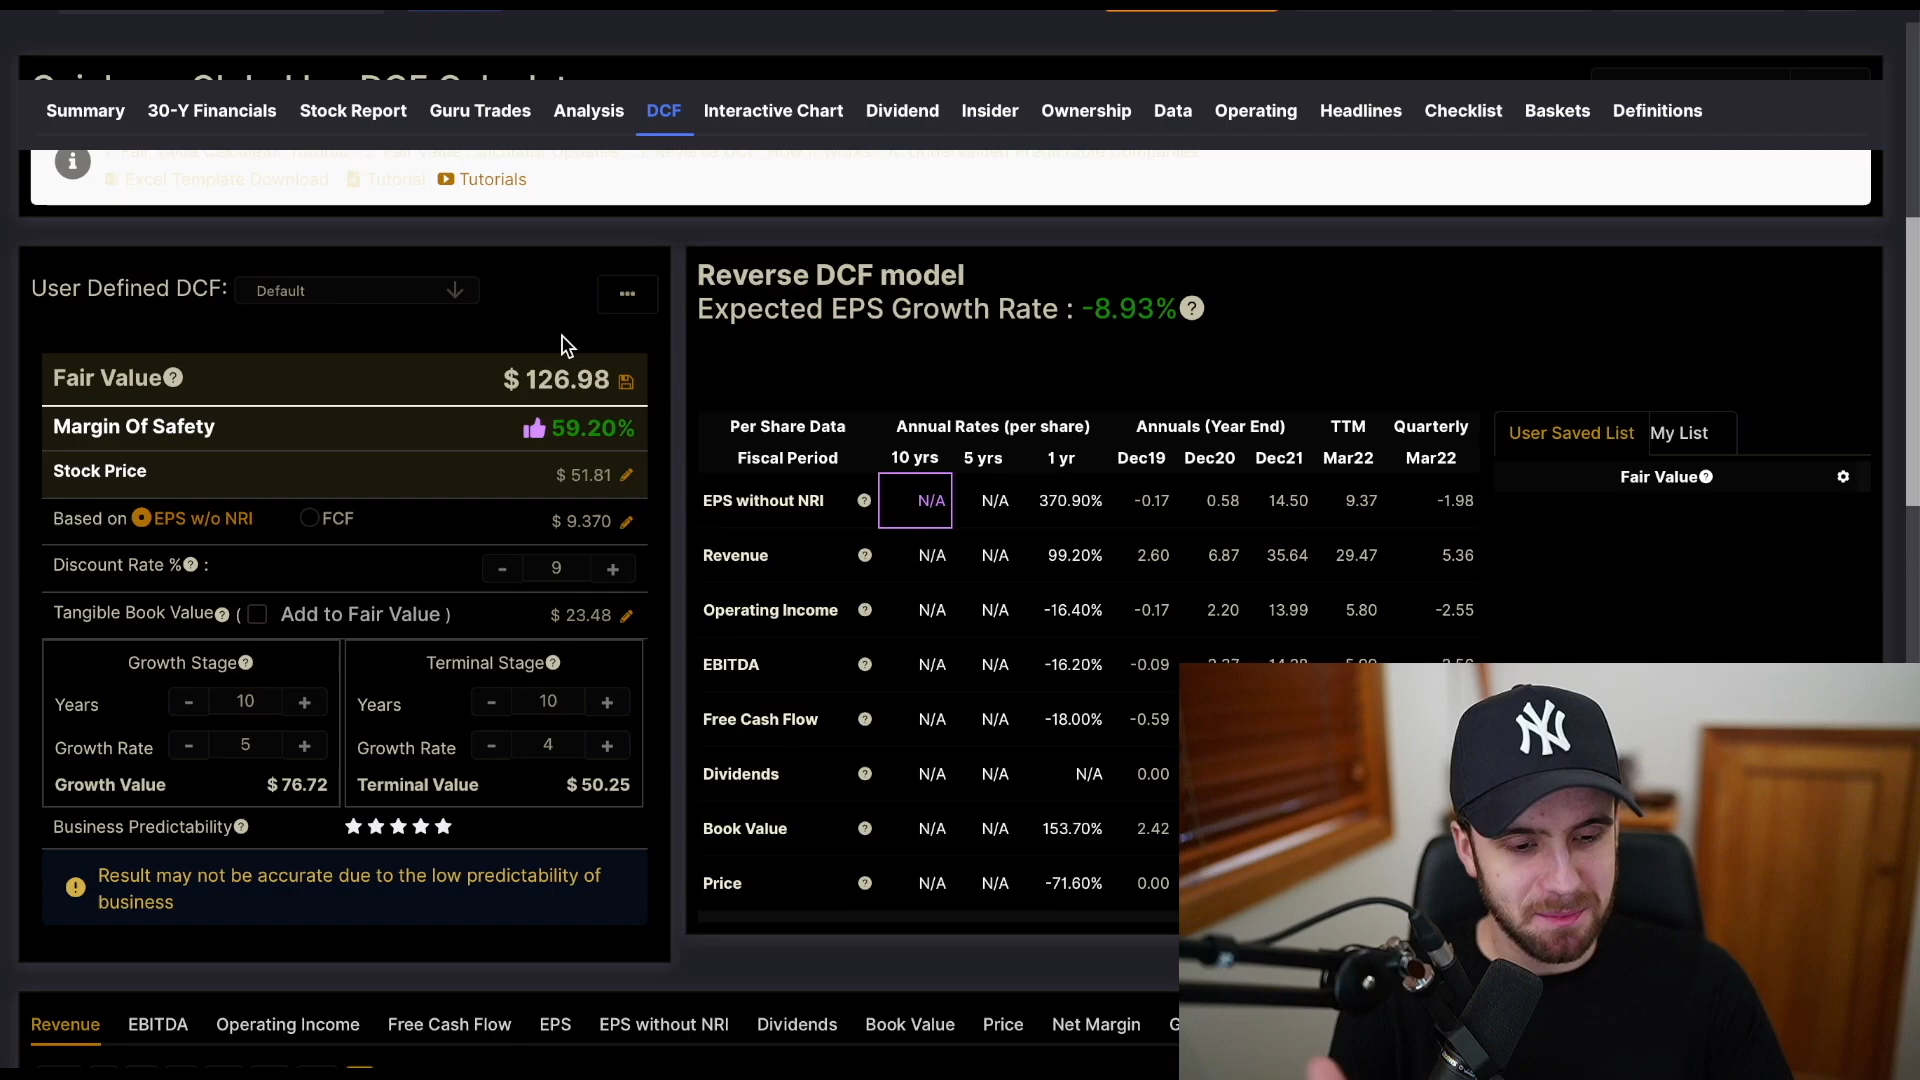 Summary 30-Y Financials Stock Report Guru Trades Analysis DCF Interactive Chart Dividend Insider Ownership Data Operating Headlines Checklist Baskets Definitions
Excel Template Download Tutorial Tutorials
User Defined DCF: Default
Fair Value $ 126.98
Margin Of Safety 59.20%
Stock Price $ 51.81
Based on EPS w/o NRI FCF $ 9.370
Discount Rate % : - 9 +
Tangible Book Value ( Add to Fair Value ) $ 23.48
Growth Stage Terminal Stage
Years - 10 + Years - 10 +
Growth Rate - 5 + Growth Rate - 4 +
Growth Value $ 76.72 Terminal Value $ 50.25
Business Predictability
Result may not be accurate due to the low predictability of
business
Reverse DCF model
Expected EPS Growth Rate : -8.93%
Per Share Data Annual Rates (per share) Annuals (Year End) TTM Quarterly
Fiscal Period 10 yrs 5 yrs 1 yr Dec19 Dec20 Dec21 Mar22 Mar22
EPS without NRI N/A N/A 370.90% -0.17 0.58 14.50 9.37 -1.98
Revenue N/A N/A 99.20% 2.60 6.87 35.64 29.47 5.36
Operating Income N/A N/A -16.40% -0.17 2.20 13.99 5.80 -2.55
EBITDA N/A N/A -16.20% -0.09
Free Cash Flow N/A N/A -18.00% -0.59
Dividends N/A N/A N/A 0.00
Book Value N/A N/A 153.70% 2.42
Price N/A N/A -71.60% 0.00
User Saved List My List
Fair Value
Revenue EBITDA Operating Income Free Cash Flow EPS EPS without NRI Dividends Book Value Price Net Margin
NY